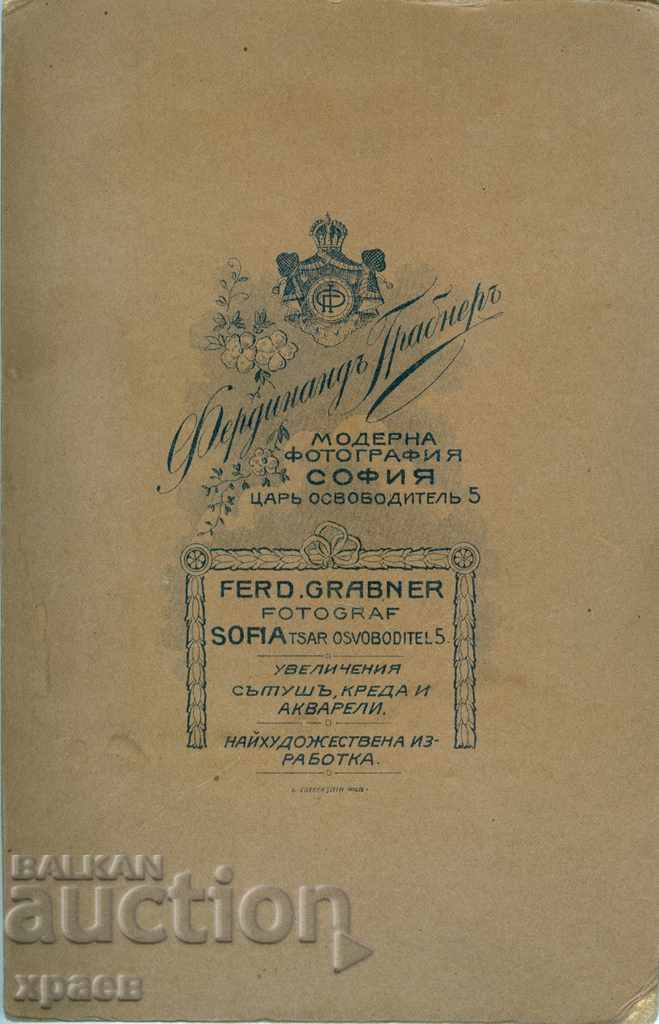 Фердинандъ Грабнеръ
МОДЕРНА
ФОТОГРАФИЯ
СОФИЯ
ЦАРЬ ОСВОБОДИТЕЛЬ 5
FERD. GRABNER
FOTOGRAF
SOFIA TSAR OSVOBODITEL 5.
УВЕЛИЧЕНИЯ
СЪТУШЪ, КРЕДА И
АКВАРЕЛИ.
НАЙХУДОЖЕСТВЕНА ИЗ-
РАБОТКА.
BALKAN
auction
храев